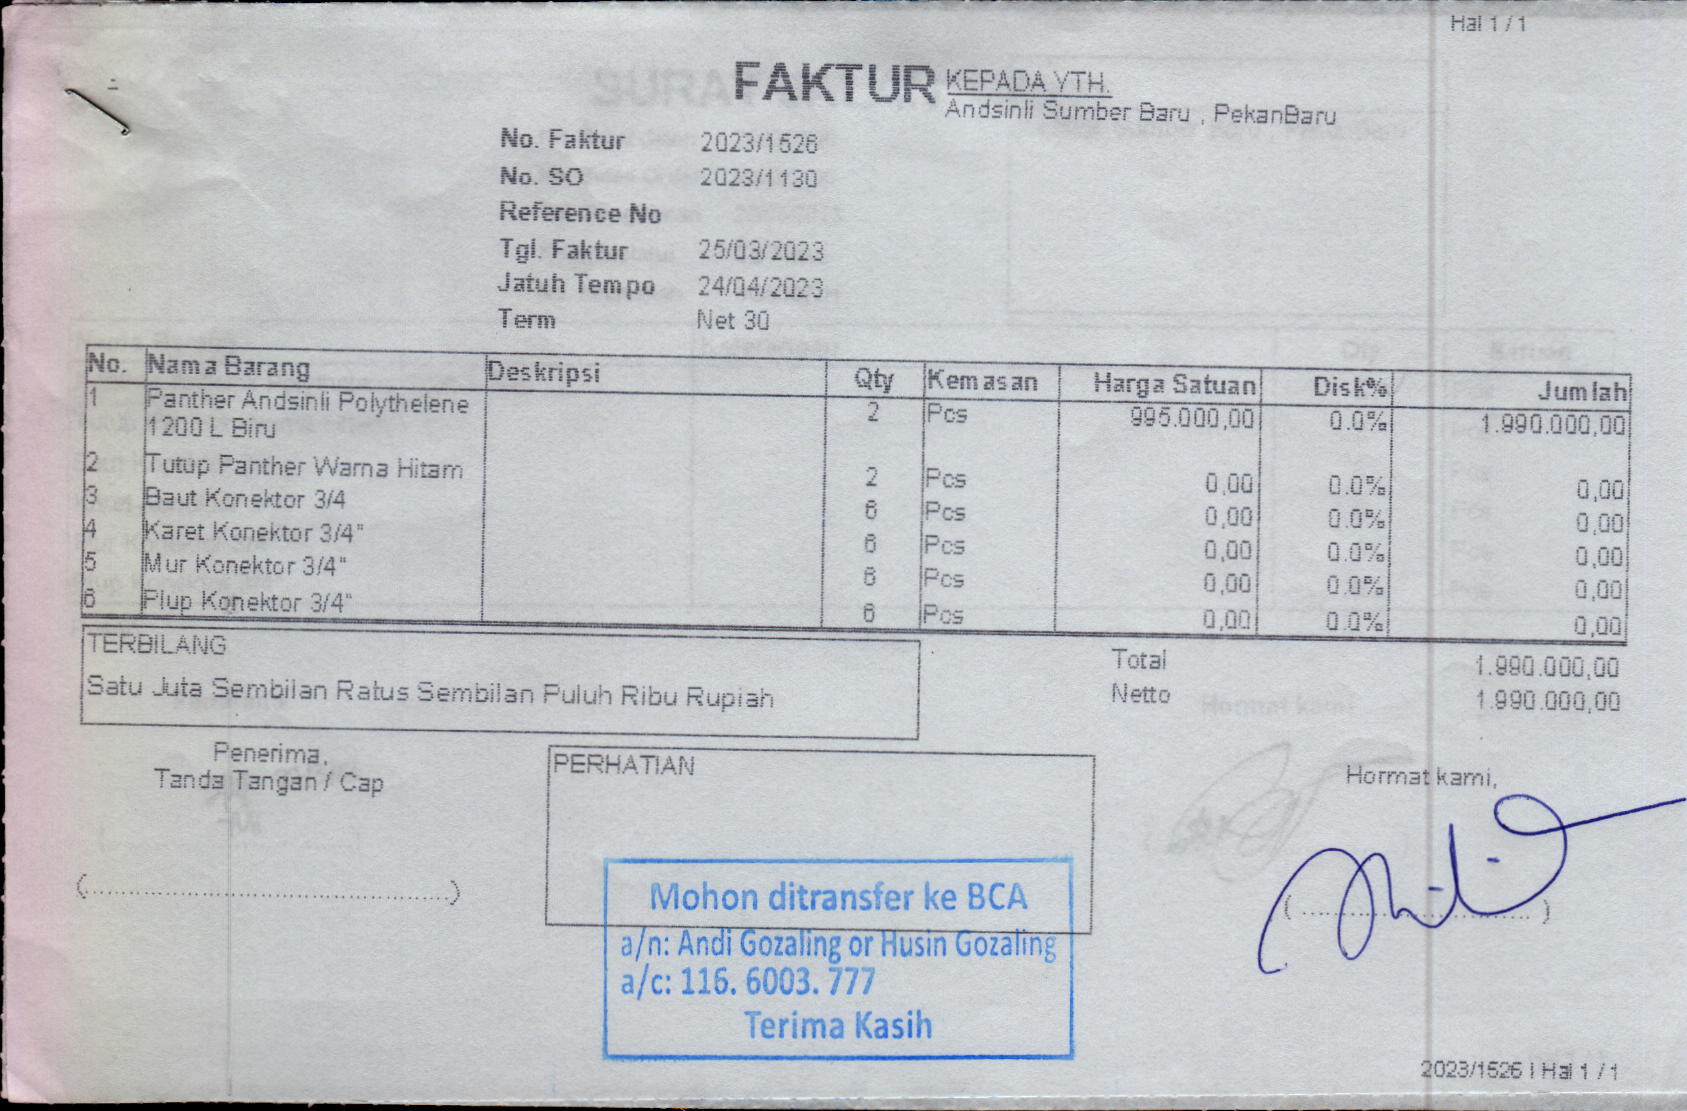 Hal 1 / 1
FAKTUR
KEPADA YTH.
Andsinli Sumber Baru , PekanBaru
No. Faktur 2023/1526
No. SO 2023/1130
Reference No
Tgl. Faktur 25/03/2023
Jatuh Tempo 24/04/2023
Term Net 30
No. Nama Barang Deskripsi Qty Kemasan Harga Satuan Disk% Jumlah
1 Panther Andsinli Polythelene 2 Pcs 995.000,00 0.0% 1.990.000,00
1200 L Biru
2 Tutup Panther Warna Hitam 2 Pcs 0,00 0.0% 0,00
3 Baut Konektor 3/4 6 Pcs 0,00 0.0% 0,00
4 Karet Konektor 3/4" 6 Pcs 0,00 0.0% 0,00
5 Mur Konektor 3/4" 6 Pcs 0,00 0.0% 0,00
6 Plup Konektor 3/4" 6 Pcs 0,00 0.0% 0,00
TERBILANG
Satu Juta Sembilan Ratus Sembilan Puluh Ribu Rupiah
Total 1.990.000,00
Netto 1.990.000,00
Penerima,
Tanda Tangan / Cap
PERHATIAN
Hormat kami,
(............................................)
(............................)
Mohon ditransfer ke BCA
a/n: Andi Gozaling or Husin Gozaling
a/c: 116. 6003. 777
Terima Kasih
2023/1526 | Hal 1 / 1